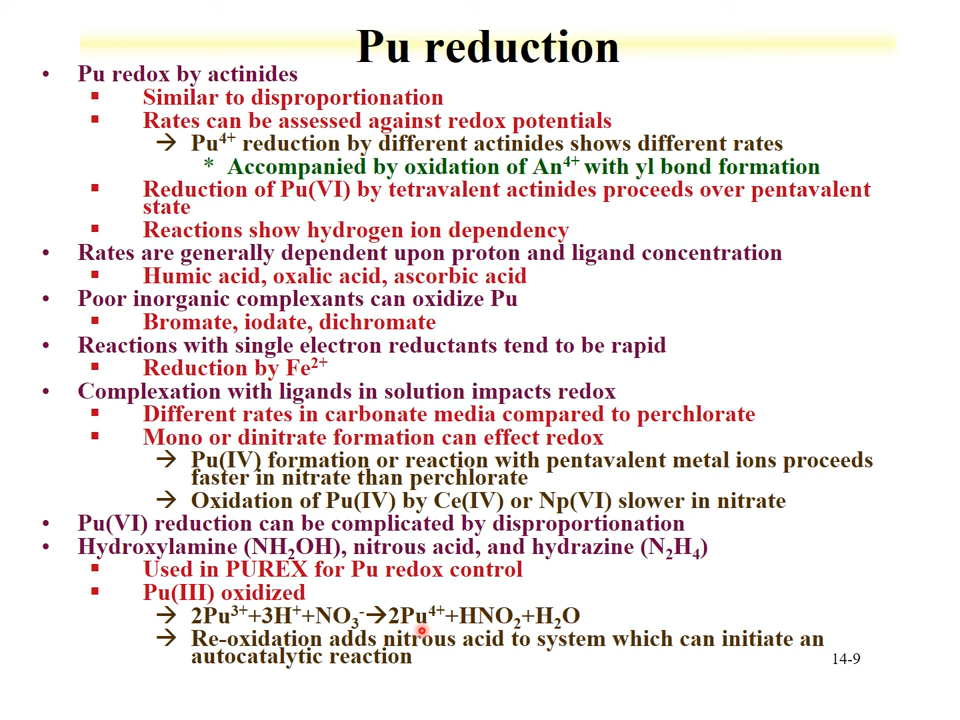 Pu reduction
• Pu redox by actinides
▪ Similar to disproportionation
▪ Rates can be assessed against redox potentials
→ Pu⁴⁺ reduction by different actinides shows different rates
* Accompanied by oxidation of An⁴⁺ with yl bond formation
▪ Reduction of Pu(VI) by tetravalent actinides proceeds over pentavalent
state
▪ Reactions show hydrogen ion dependency
• Rates are generally dependent upon proton and ligand concentration
▪ Humic acid, oxalic acid, ascorbic acid
• Poor inorganic complexants can oxidize Pu
▪ Bromate, iodate, dichromate
• Reactions with single electron reductants tend to be rapid
▪ Reduction by Fe²⁺
• Complexation with ligands in solution impacts redox
▪ Different rates in carbonate media compared to perchlorate
▪ Mono or dinitrate formation can effect redox
→ Pu(IV) formation or reaction with pentavalent metal ions proceeds
faster in nitrate than perchlorate
→ Oxidation of Pu(IV) by Ce(IV) or Np(VI) slower in nitrate
• Pu(VI) reduction can be complicated by disproportionation
• Hydroxylamine (NH₂OH), nitrous acid, and hydrazine (N₂H₄)
▪ Used in PUREX for Pu redox control
▪ Pu(III) oxidized
→ 2Pu³⁺+3H⁺+NO₃⁻→2Pu⁴⁺+HNO₂+H₂O
→ Re-oxidation adds nitrous acid to system which can initiate an
autocatalytic reaction
14-9